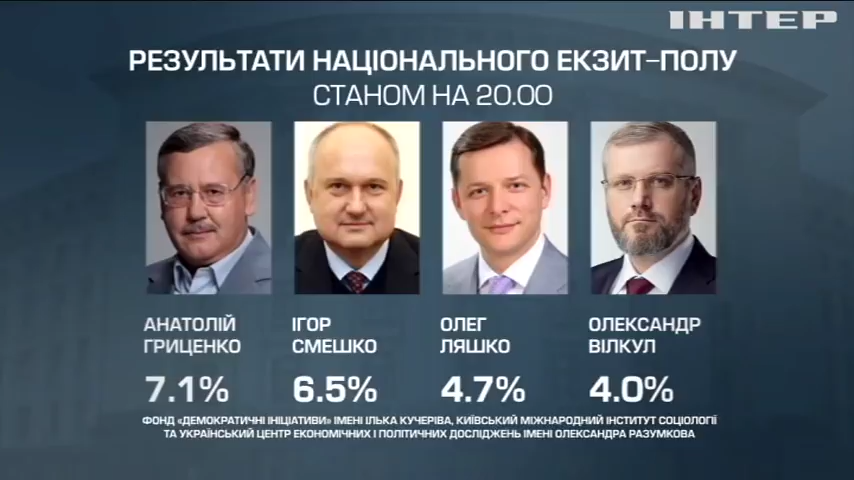 ІНТЕР
РЕЗУЛЬТАТИ НАЦІОНАЛЬНОГО ЕКЗИТ–ПОЛУ
СТАНОМ НА 20.00
АНАТОЛІЙ ГРИЦЕНКО
7.1%
ІГОР СМЕШКО
6.5%
ОЛЕГ ЛЯШКО
4.7%
ОЛЕКСАНДР ВІЛКУЛ
4.0%
ФОНД «ДЕМОКРАТИЧНІ ІНІЦІАТИВИ» ІМЕНІ ІЛЬКА КУЧЕРІВА, КИЇВСЬКИЙ МІЖНАРОДНИЙ ІНСТИТУТ СОЦІОЛОГІЇ
ТА УКРАЇНСЬКИЙ ЦЕНТР ЕКОНОМІЧНИХ І ПОЛІТИЧНИХ ДОСЛІДЖЕНЬ ІМЕНІ ОЛЕКСАНДРА РАЗУМКОВА